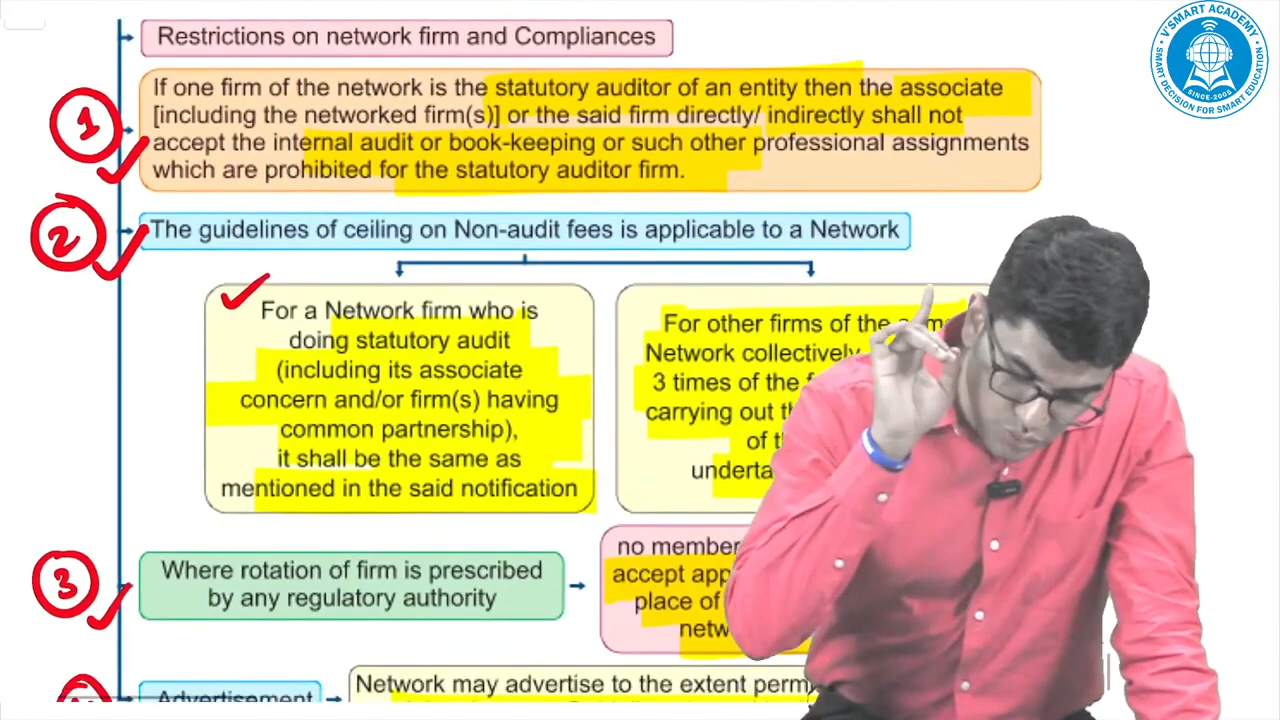 Restrictions on network firm and Compliances
If one firm of the network is the statutory auditor of an entity then the associate
[including the networked firm(s)] or the said firm directly/ indirectly shall not
accept the internal audit or book-keeping or such other professional assignments
which are prohibited for the statutory auditor firm.
1
2
The guidelines of ceiling on Non-audit fees is applicable to a Network
For a Network firm who is
doing statutory audit
(including its associate
concern and/or firm(s) having
common partnership),
it shall be the same as
mentioned in the said notification
For other firms of the
Network collectively
3 times of the
carrying out
of
3
Where rotation of firm is prescribed
by any regulatory authority
no member
accept
place of
Advertisement
Network may advertise to the extent
V'SMART ACADEMY
SINCE-2005
SMART DECISION FOR SMART EDUCATION